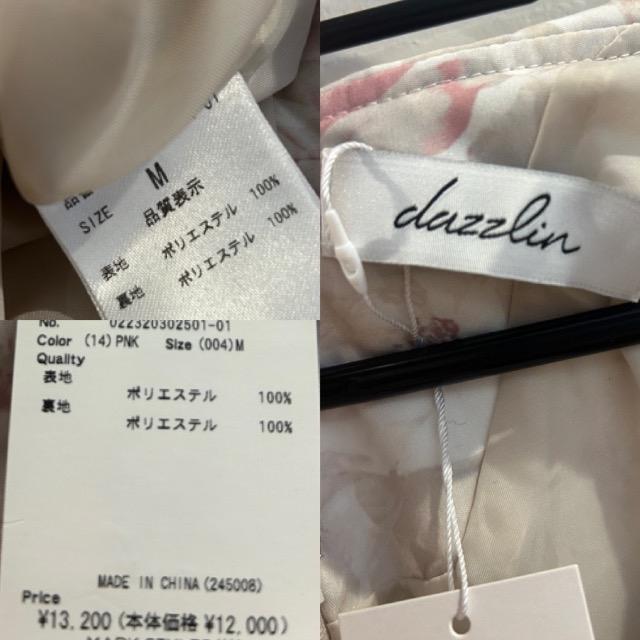 01
M
SIZE 品質表示
表地 ポリエステル 100%
裏地 ポリエステル 100%
dazzlin
No. 022320302501-01
Color (14) PNK Size (004) M
Quality
表地
ポリエステル 100%
裏地
ポリエステル 100%
MADE IN CHINA (245008)
Price
¥13,200 (本体価格 ¥12,000)